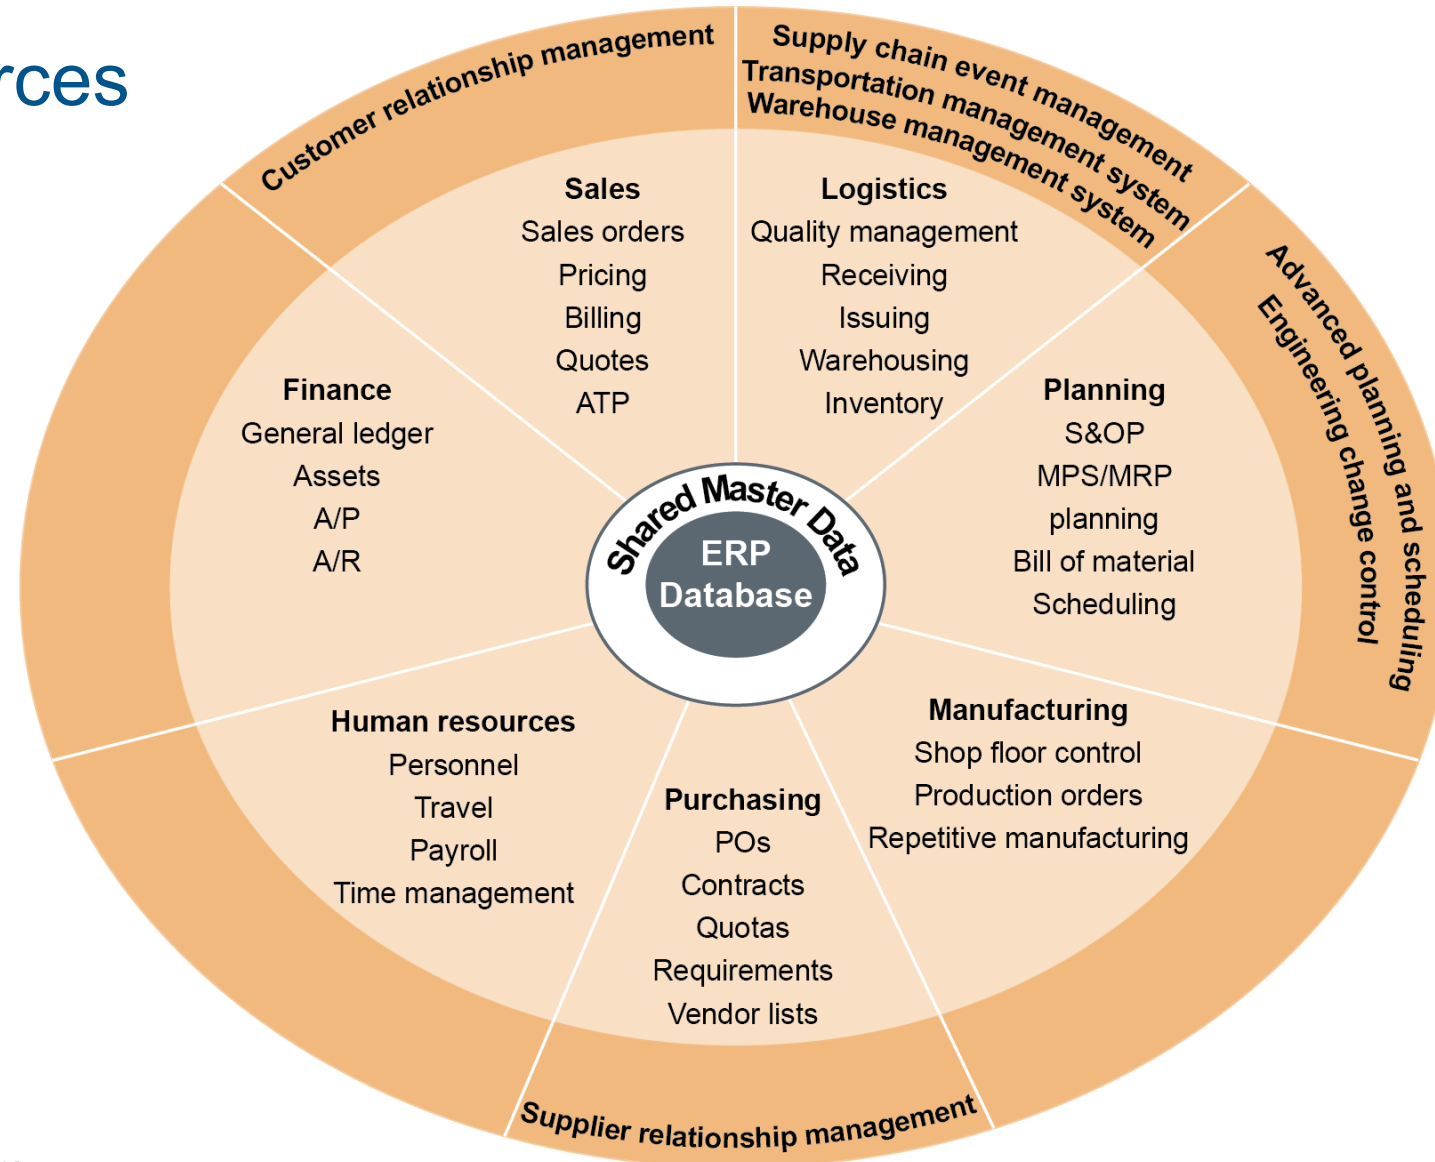 rces
Customer relationship management
Supply chain event management
Transportation management system
Warehouse management system
Advanced planning and scheduling
Engineering change control
Sales
Sales orders
Pricing
Billing
Quotes
ATP
Logistics
Quality management
Receiving
Issuing
Warehousing
Inventory
Finance
General ledger
Assets
A/P
A/R
Planning
S&OP
MPS/MRP
planning
Bill of material
Scheduling
Shared Master Data
ERP
Database
Human resources
Personnel
Travel
Payroll
Time management
Purchasing
POs
Contracts
Quotas
Requirements
Vendor lists
Manufacturing
Shop floor control
Production orders
Repetitive manufacturing
Supplier relationship management